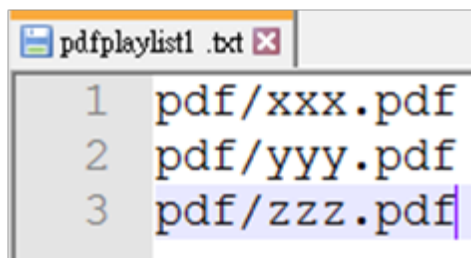 pdfplaylist1 .txt
1 pdf/xxx.pdf
2 pdf/yyy.pdf
3 pdf/zzz.pdf